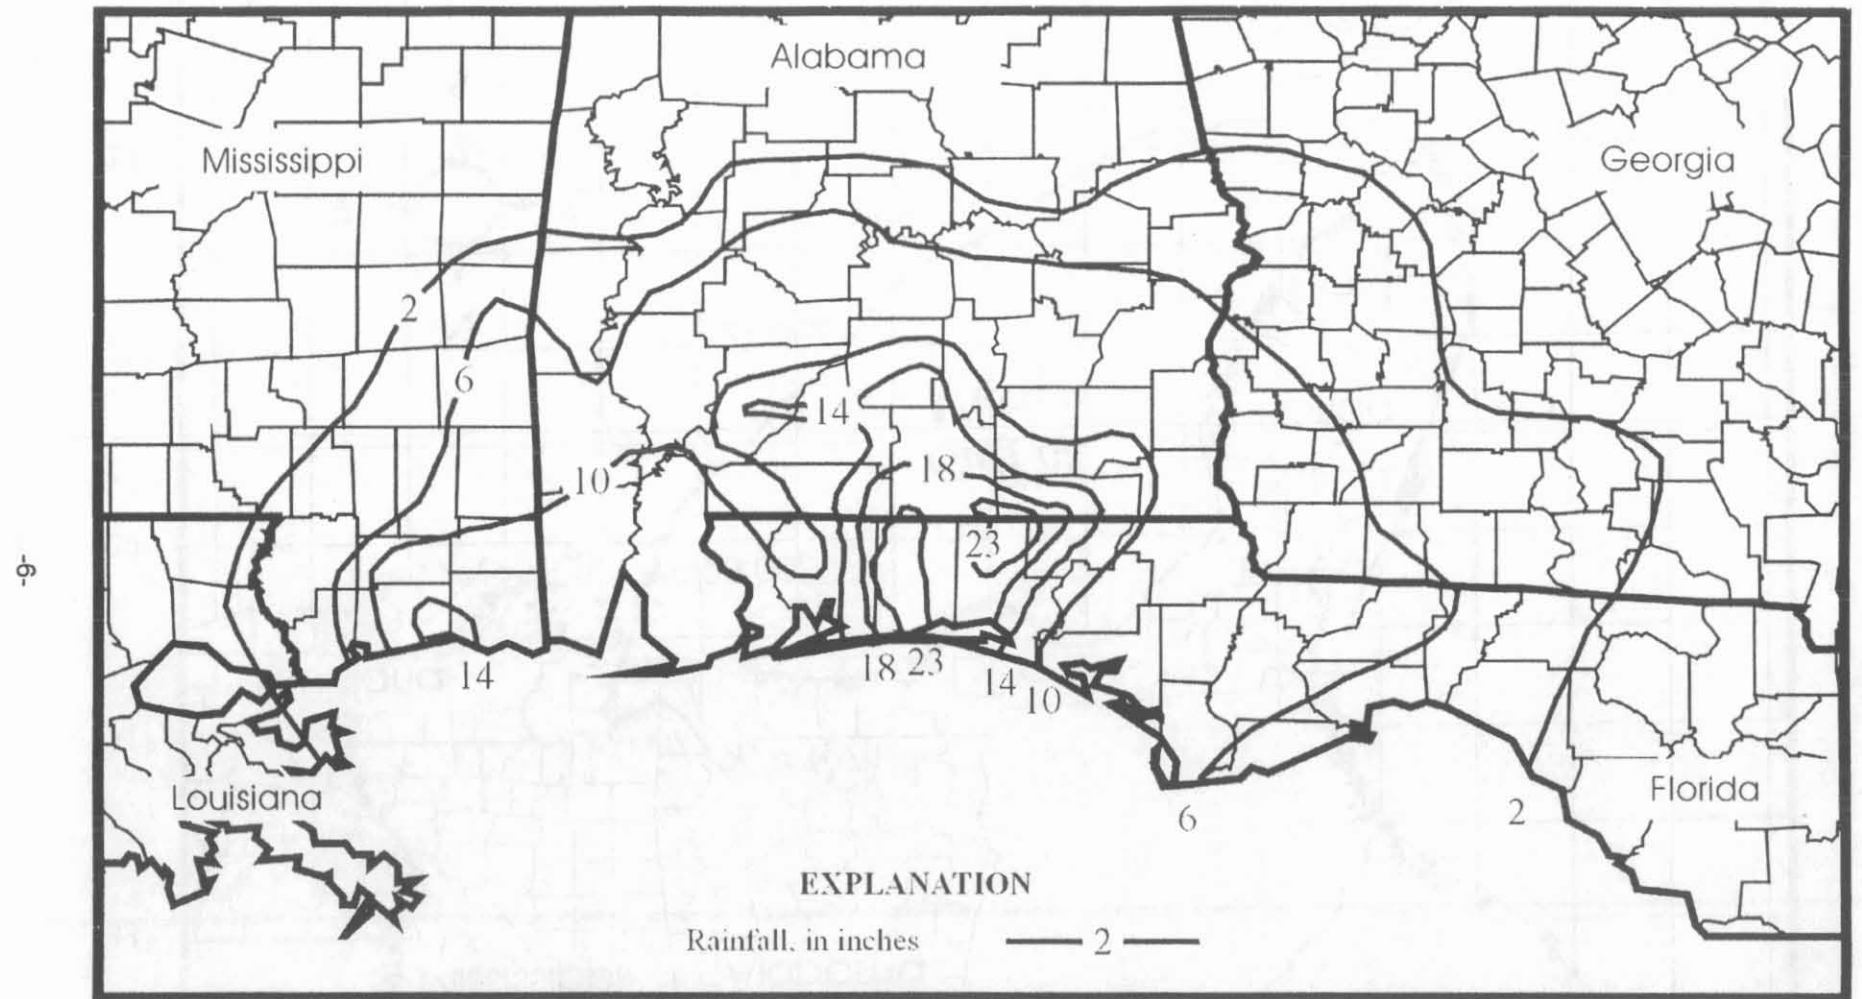 Alabama
Mississippi
Georgia
2
6
14
18
10
23
-9-
18 23
14
14
10
Louisiana
Florida
6
2
EXPLANATION
Rainfall, in inches
2